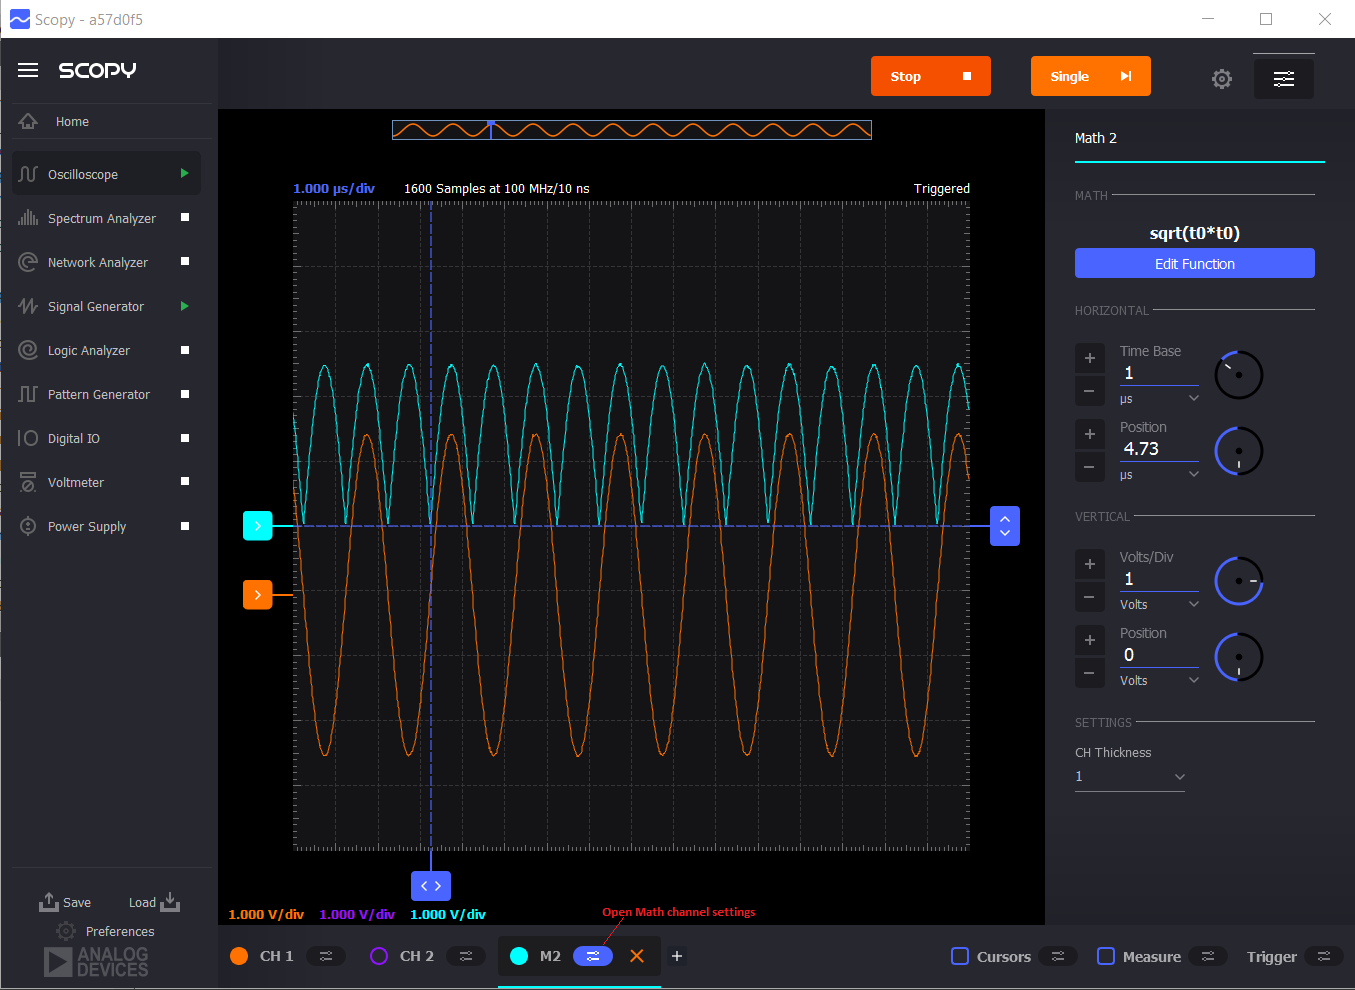 Scopy - a57d0f5
SCOPY
Stop
Single
Home
Oscilloscope
Spectrum Analyzer
Network Analyzer
Signal Generator
Logic Analyzer
Pattern Generator
Digital IO
Voltmeter
Power Supply
Save
Load
Preferences
ANALOG
DEVICES
1.000 µs/div
1600 Samples at 100 MHz/10 ns
Triggered
1.000 V/div
1.000 V/div
1.000 V/div
Open Math channel settings
CH 1
CH 2
M2
Cursors
Measure
Trigger
Math 2
MATH
sqrt(t0*t0)
Edit Function
HORIZONTAL
Time Base
1
µs
Position
4.73
µs
VERTICAL
Volts/Div
1
Volts
Position
0
Volts
SETTINGS
CH Thickness
1